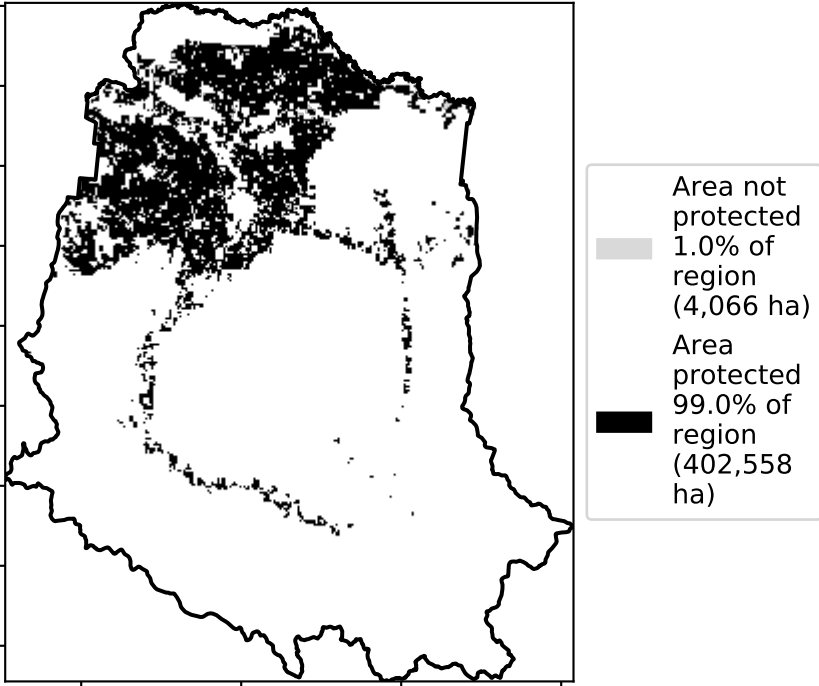 Area not
protected
1.0% of
region
(4,066 ha)
Area
protected
99.0% of
region
(402,558
ha)